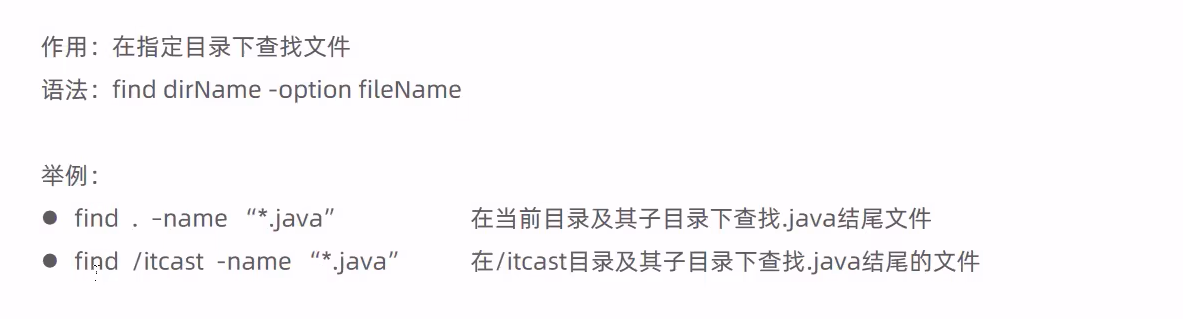 作用：在指定目录下查找文件
语法：find dirName -option fileName
举例：
● find . –name “*.java” 在当前目录及其子目录下查找.java结尾文件
● find /itcast -name “*.java” 在/itcast目录及其子目录下查找.java结尾的文件